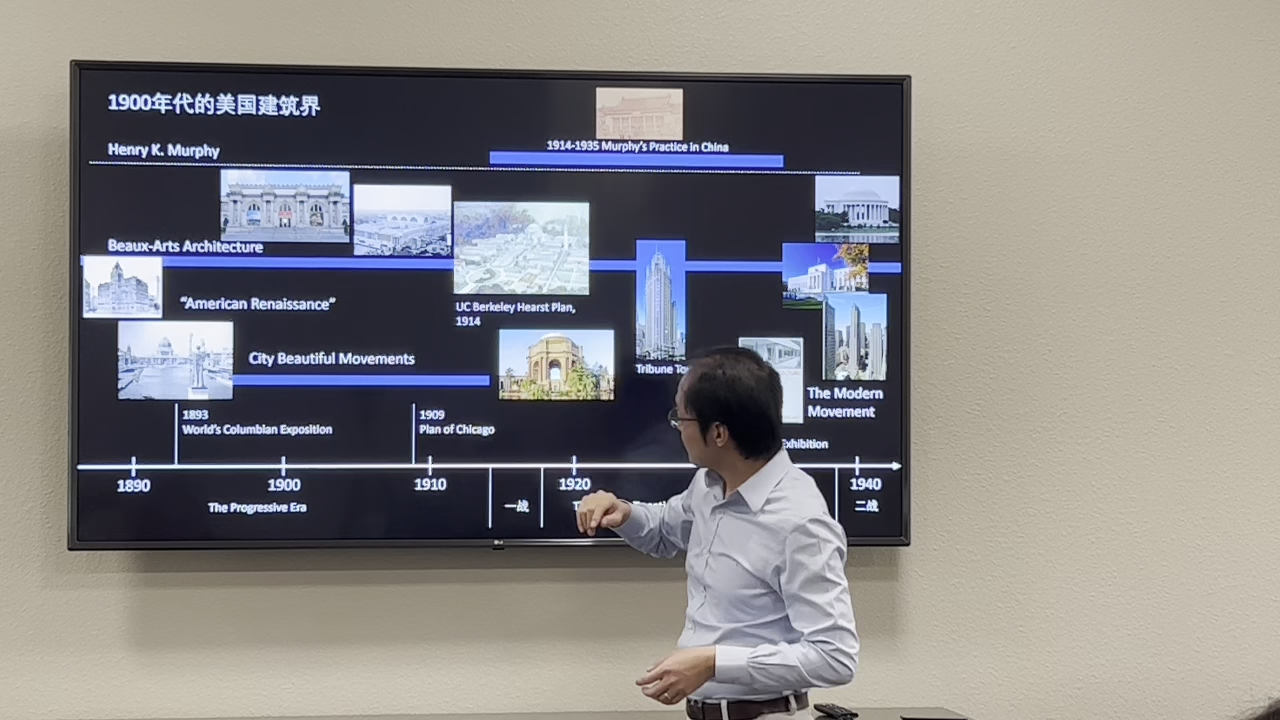 1900年代的美国建筑界
Henry K. Murphy
1914-1935 Murphy's Practice in China
Beaux-Arts Architecture
"American Renaissance"
UC Berkeley Hearst Plan,
1914
City Beautiful Movements
Tribune
The Modern
Movement
1893
World's Columbian Exposition
1909
Plan of Chicago
Exhibition
1890
1900
1910
1920
1940
The Progressive Era
一战
二战
LG